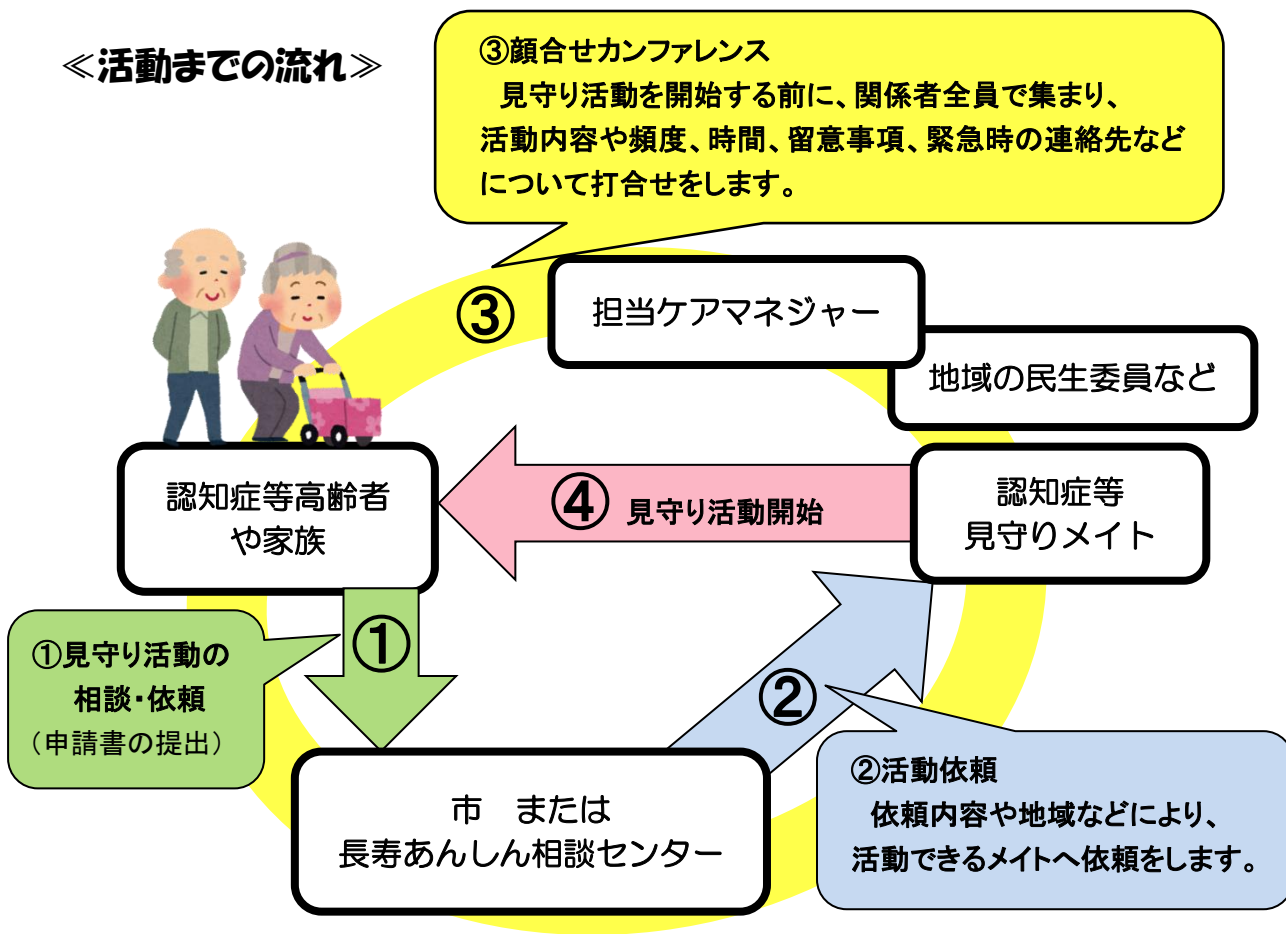 ≪活動までの流れ≫
③顔合せカンファレンス
見守り活動を開始する前に、関係者全員で集まり、
活動内容や頻度、時間、留意事項、緊急時の連絡先など
について打合せをします。
③
担当ケアマネジャー
地域の民生委員など
認知症等高齢者
や家族
④ 見守り活動開始
認知症等
見守りメイト
①
①見守り活動の
相談・依頼
（申請書の提出）
②
市　または
長寿あんしん相談センター
②活動依頼
依頼内容や地域などにより、
活動できるメイトへ依頼をします。